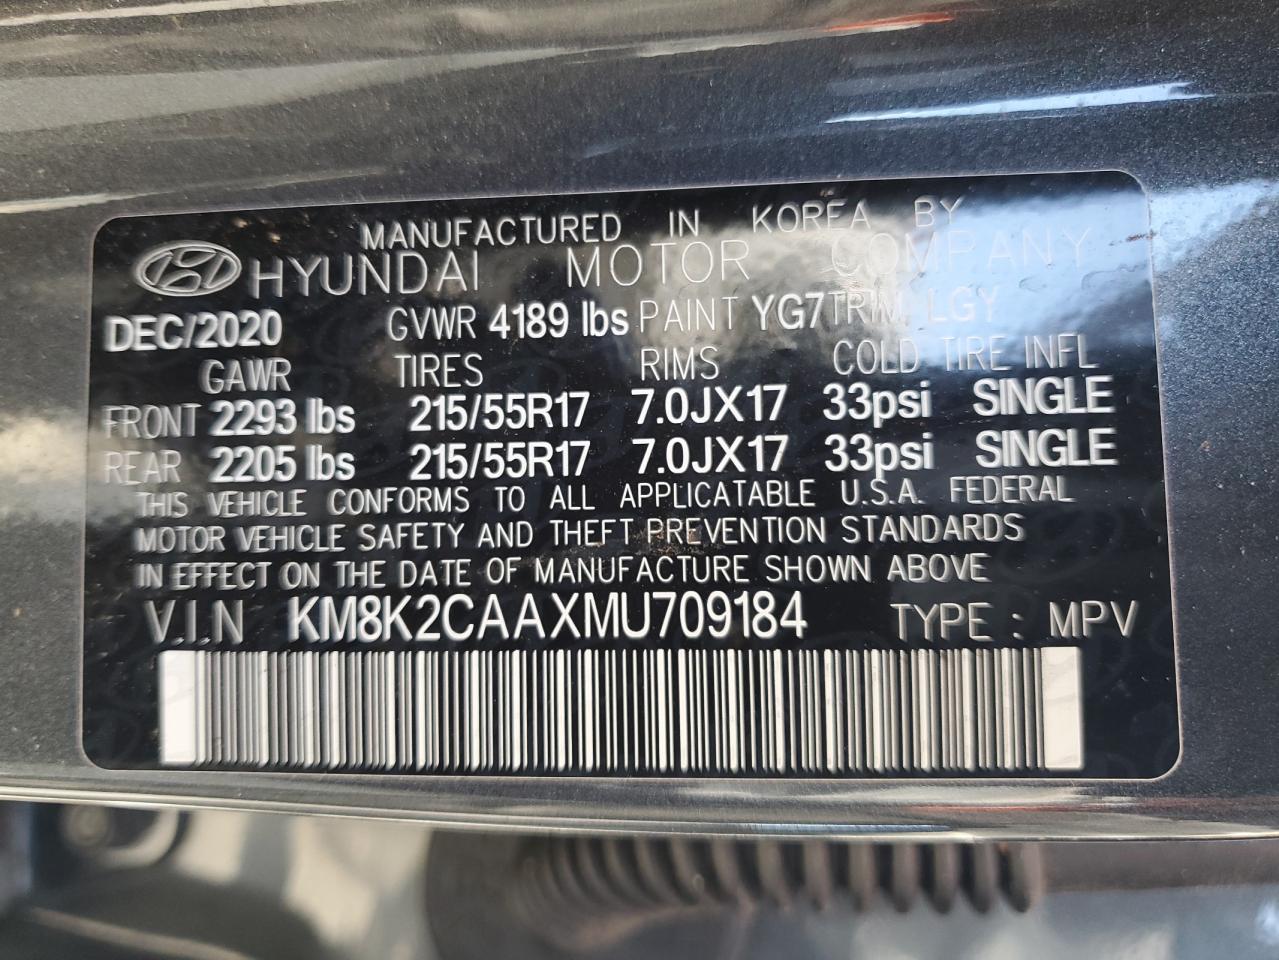 MANUFACTURED IN KOREA BY
HYUNDAI MOTOR COMPANY
DEC/2020 GVWR 4189 lbs PAINT YG7 TRIM LGY
GAWR TIRES RIMS COLD TIRE INFL
FRONT 2293 lbs 215/55R17 7.0JX17 33psi SINGLE
REAR 2205 lbs 215/55R17 7.0JX17 33psi SINGLE
THIS VEHICLE CONFORMS TO ALL APPLICATABLE U.S.A. FEDERAL
MOTOR VEHICLE SAFETY AND THEFT PREVENTION STANDARDS
IN EFFECT ON THE DATE OF MANUFACTURE SHOWN ABOVE
V.I.N KM8K2CAAXMU709184 TYPE : MPV